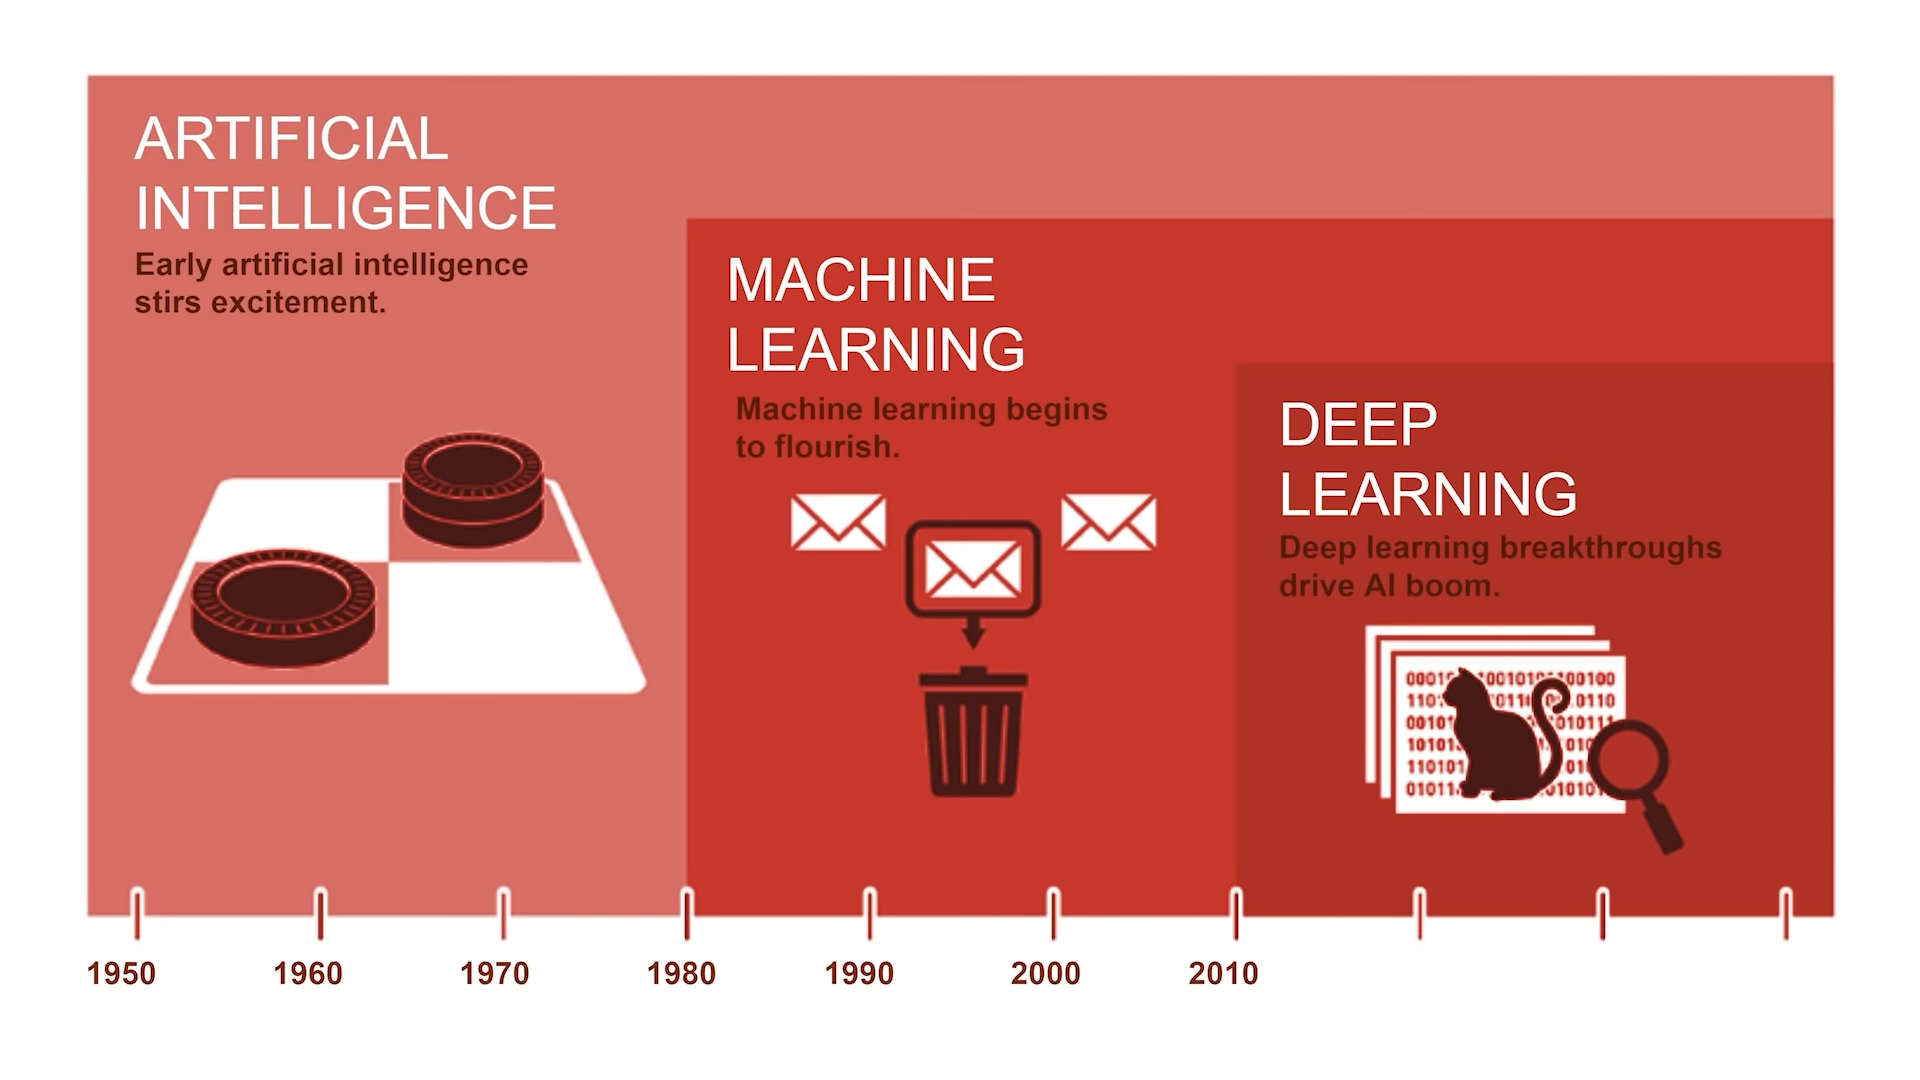 ARTIFICIAL
INTELLIGENCE
Early artificial intelligence
stirs excitement.
MACHINE
LEARNING
Machine learning begins
to flourish.
DEEP
LEARNING
Deep learning breakthroughs
drive AI boom.
1950 1960 1970 1980 1990 2000 2010